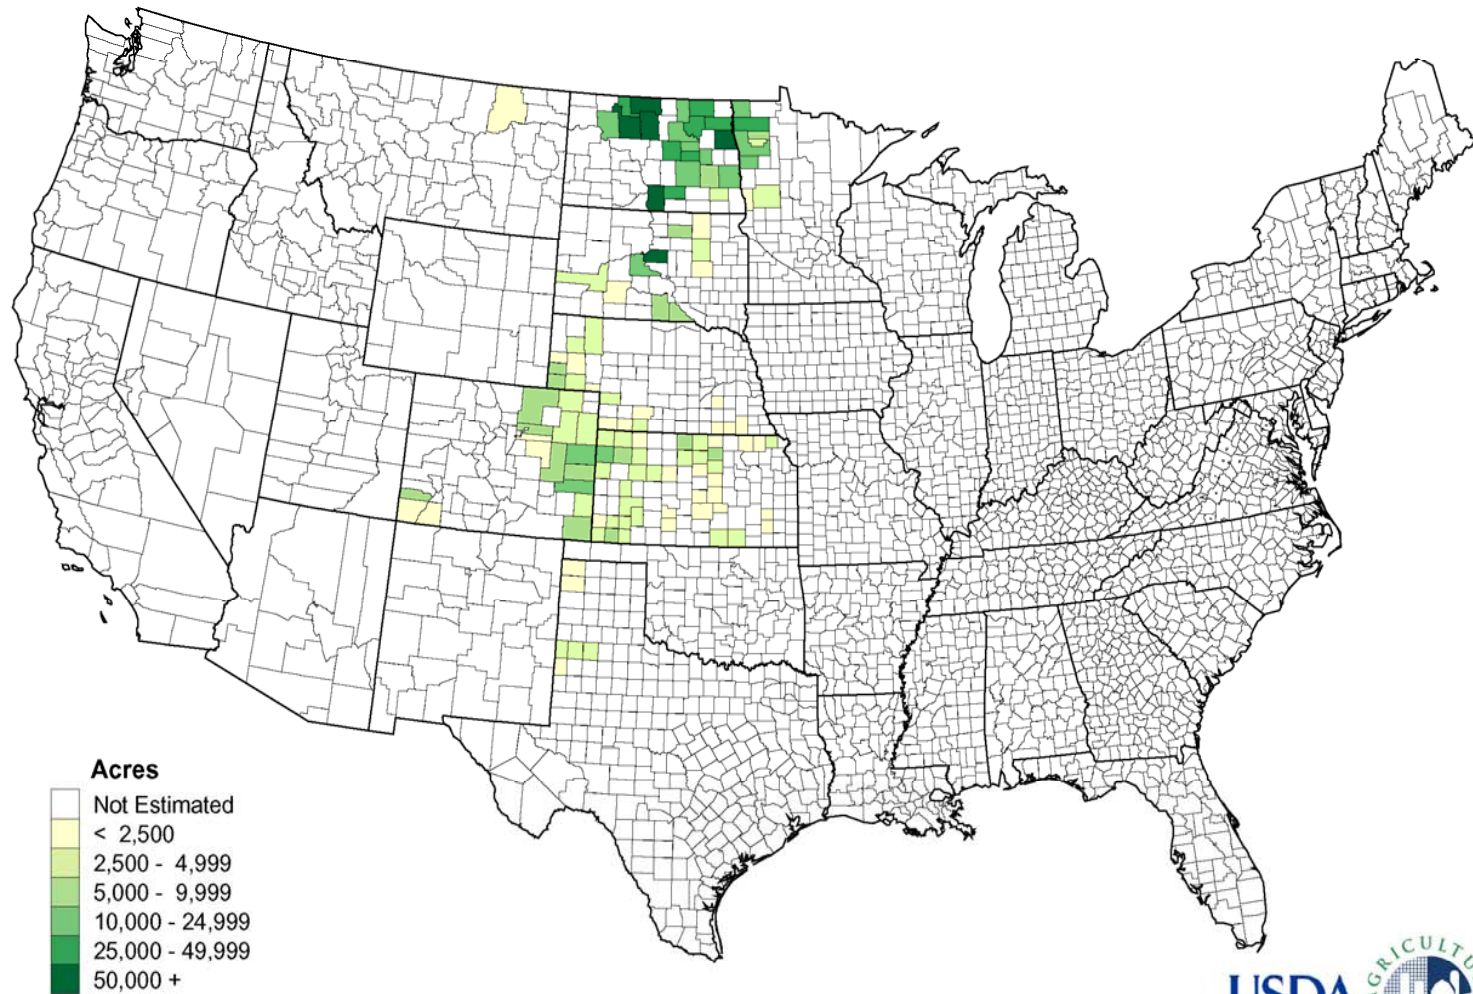 Acres
Not Estimated
< 2,500
2,500 - 4,999
5,000 - 9,999
10,000 - 24,999
25,000 - 49,999
50,000 +
USDA